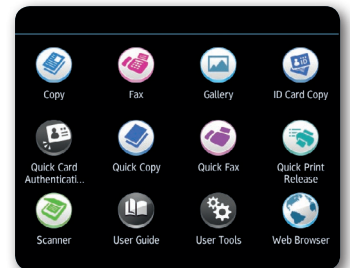 Copy Fax Gallery ID Card Copy
Quick Card Authenticati... Quick Copy Quick Fax Quick Print Release
Scanner User Guide User Tools Web Browser